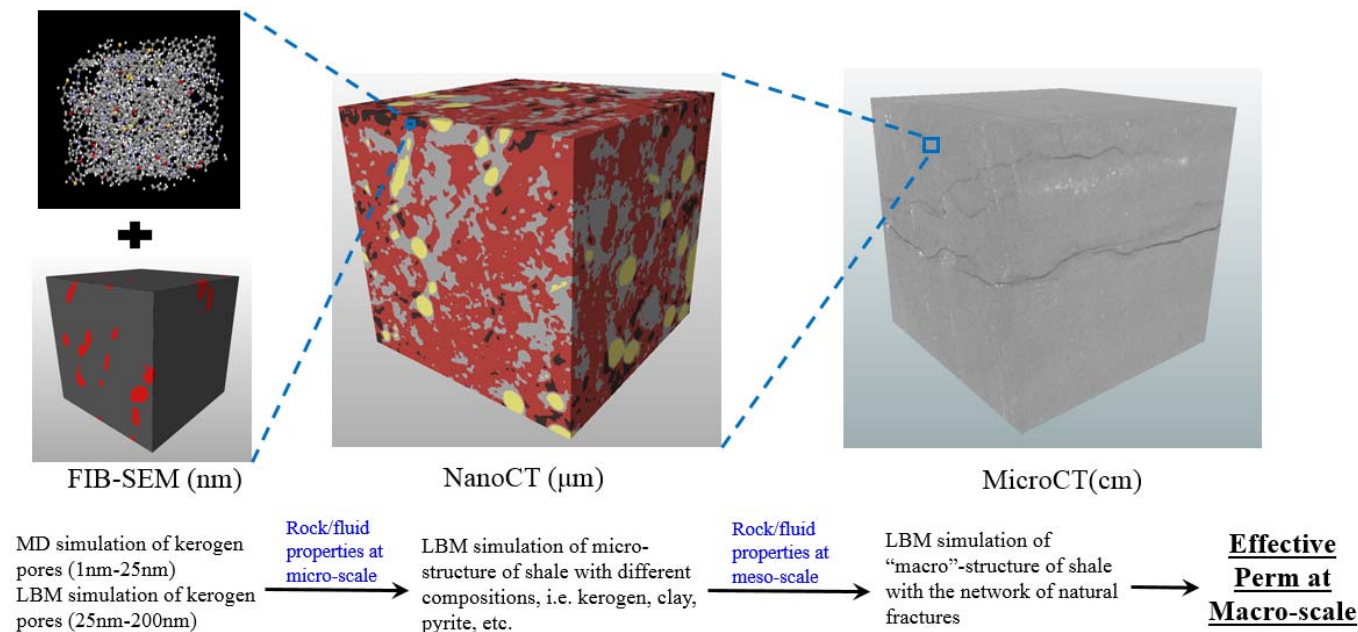 FIB-SEM (nm)
NanoCT (μm)
MicroCT(cm)
MD simulation of kerogen
pores (1nm-25nm)
LBM simulation of kerogen
pores (25nm-200nm)
Rock/fluid
properties at
micro-scale
LBM simulation of micro-
structure of shale with different
compositions, i.e. kerogen, clay,
pyrite, etc.
Rock/fluid
properties at
meso-scale
LBM simulation of
“macro”-structure of shale
with the network of natural
fractures
Effective
Perm at
Macro-scale